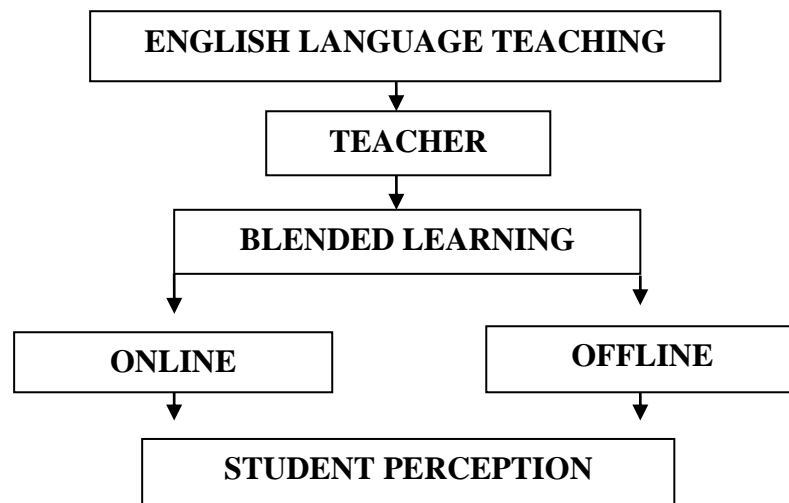 ENGLISH LANGUAGE TEACHING
TEACHER
BLENDED LEARNING
ONLINE
OFFLINE
STUDENT PERCEPTION